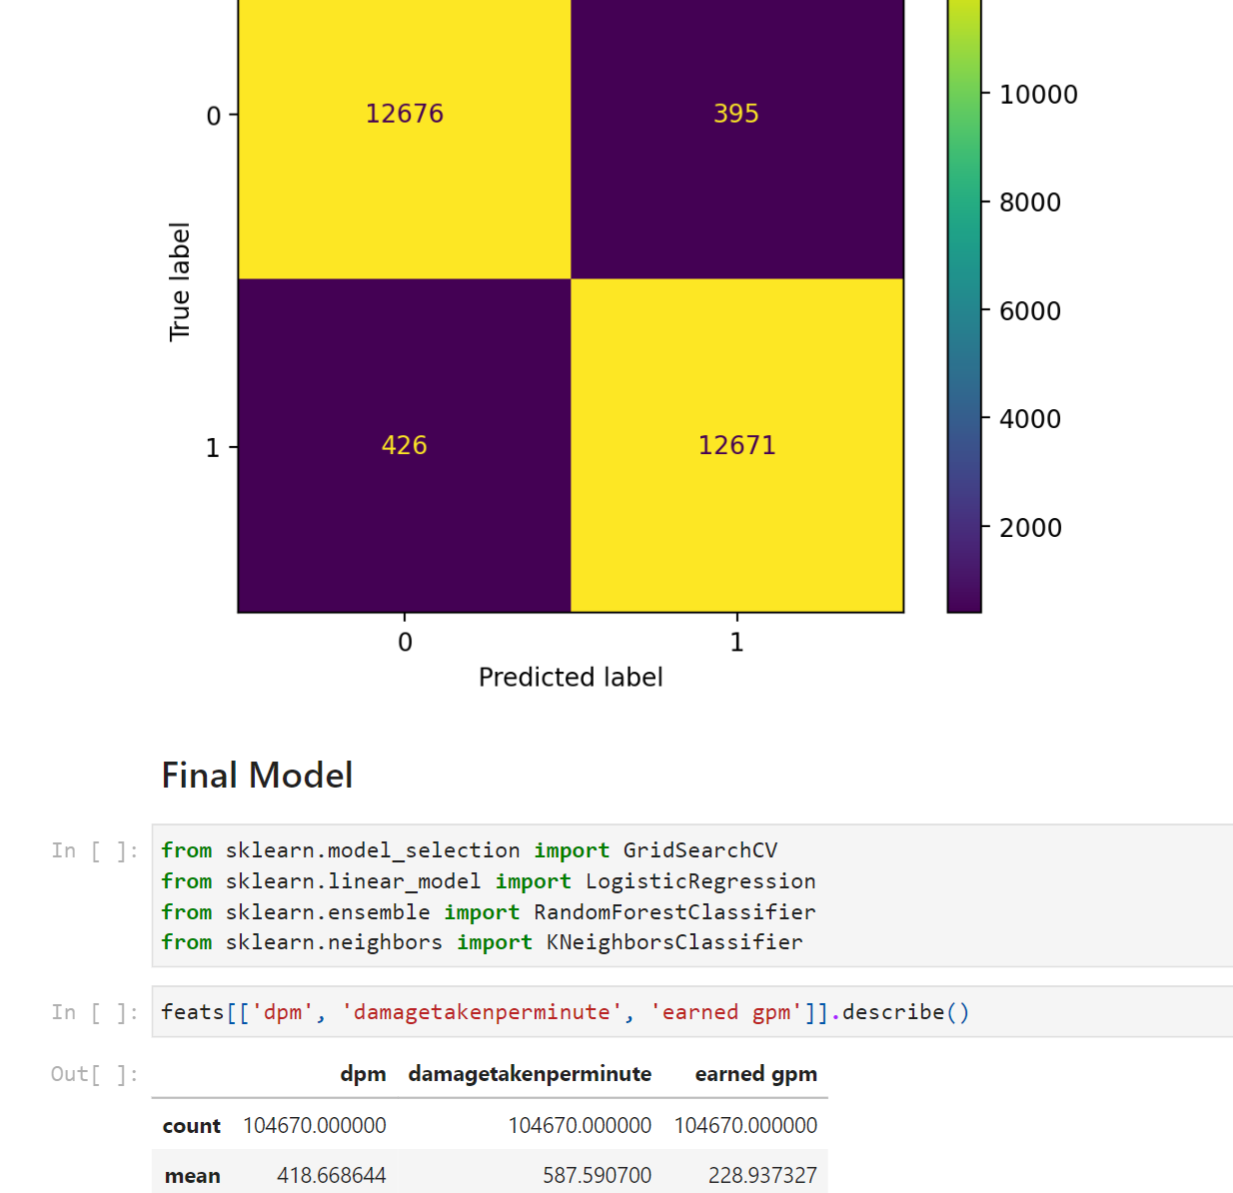 10000
0
12676
395
8000
True label
6000
4000
1
426
12671
2000
0
1
Predicted label
Final Model
In [ ]:
from sklearn.model_selection import GridSearchCV
from sklearn.linear_model import LogisticRegression
from sklearn.ensemble import RandomForestClassifier
from sklearn.neighbors import KNeighborsClassifier
In [ ]:
feats[['dpm', 'damagetakenperminute', 'earned gpm']].describe()
Out[ ]:
dpm damagetakenperminute earned gpm
count 104670.000000 104670.000000 104670.000000
mean 418.668644 587.590700 228.937327